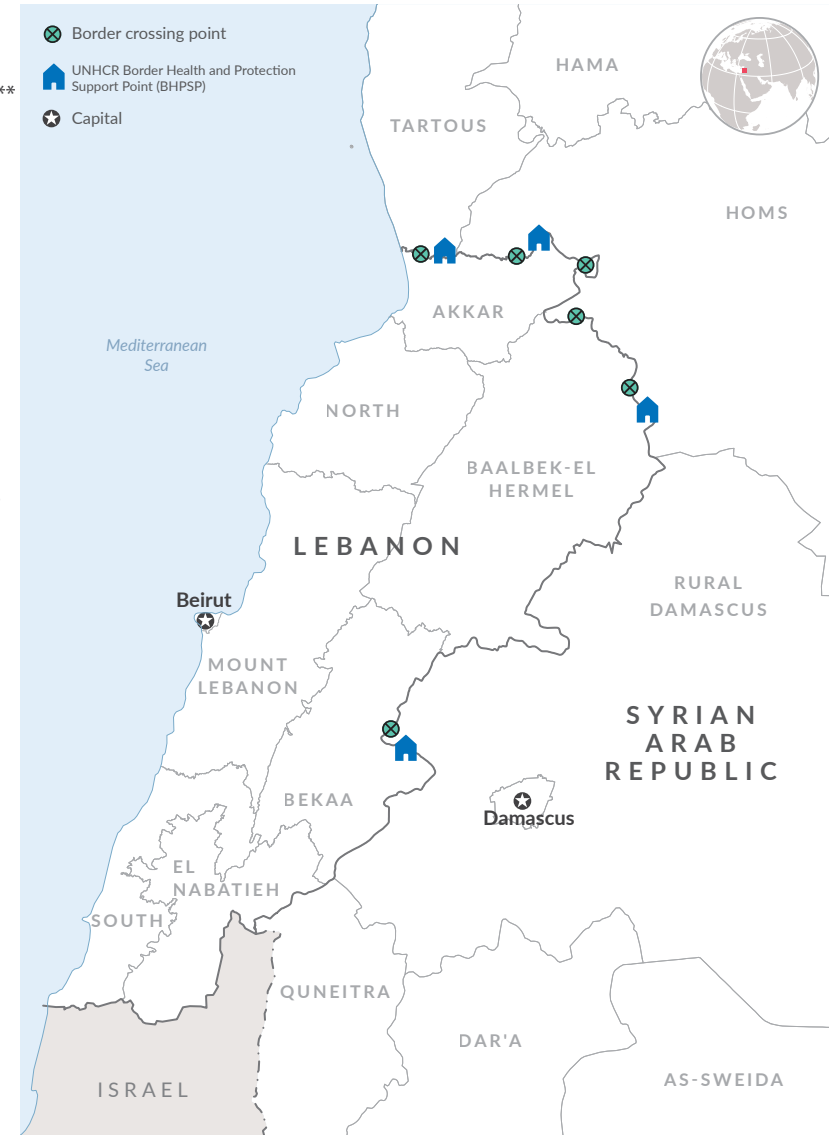 Border crossing point
UNHCR Border Health and Protection
Support Point (BHPSP)
**
Capital
HAMA
TARTOUS
HOMS
AKKAR
Mediterranean
Sea
NORTH
BAALBEK-EL
HERMEL
LEBANON
RURAL
DAMASCUS
Beirut
MOUNT
LEBANON
SYRIAN
ARAB
REPUBLIC
BEKAA
Damascus
EL
NABATIEH
SOUTH
QUNEITRA
DAR'A
AS-SWEIDA
ISRAEL